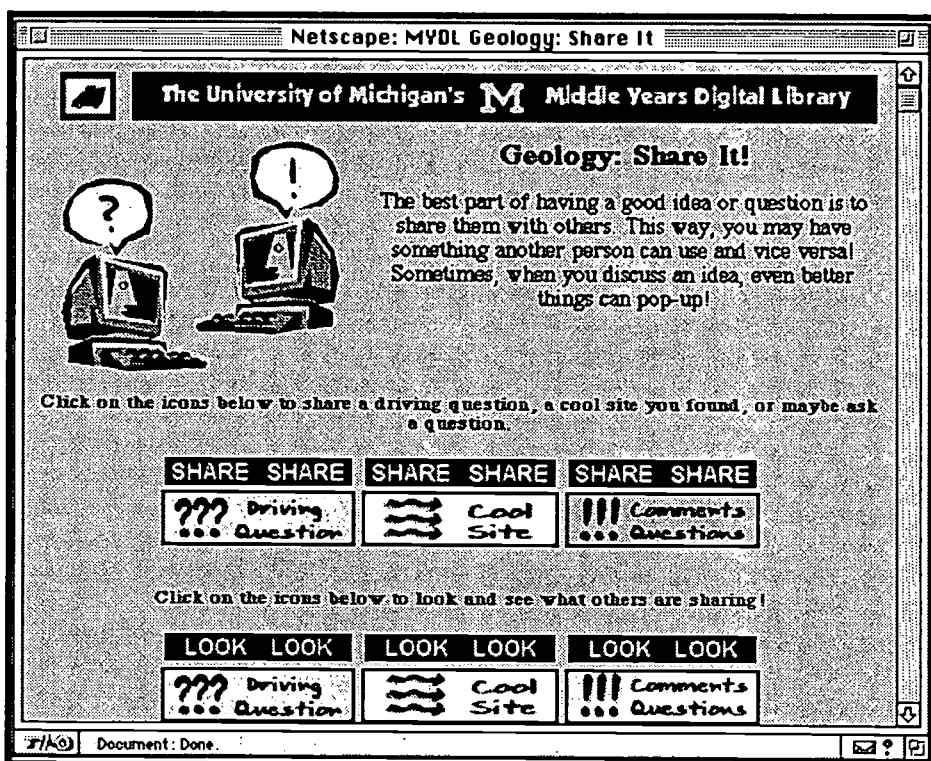 Netscape: MYDL Geology: Share It
The University of Michigan's M Middle Years Digital Library
? !
Geology: Share It!
The best part of having a good idea or question is to
share them with others. This way, you may have
something another person can use and vice versa!
Sometimes, when you discuss an idea, even better
things can pop-up!
Click on the icons below to share a driving question, a cool site you found, or maybe ask
a question.
SHARE SHARE SHARE SHARE SHARE SHARE
??? Driving Cool !!! Comments
Question Site Questions
Click on the icons below to look and see what others are sharing!
LOOK LOOK LOOK LOOK LOOK LOOK
??? Driving Cool !!! Comments
Question Site Questions
Document: Done.
?